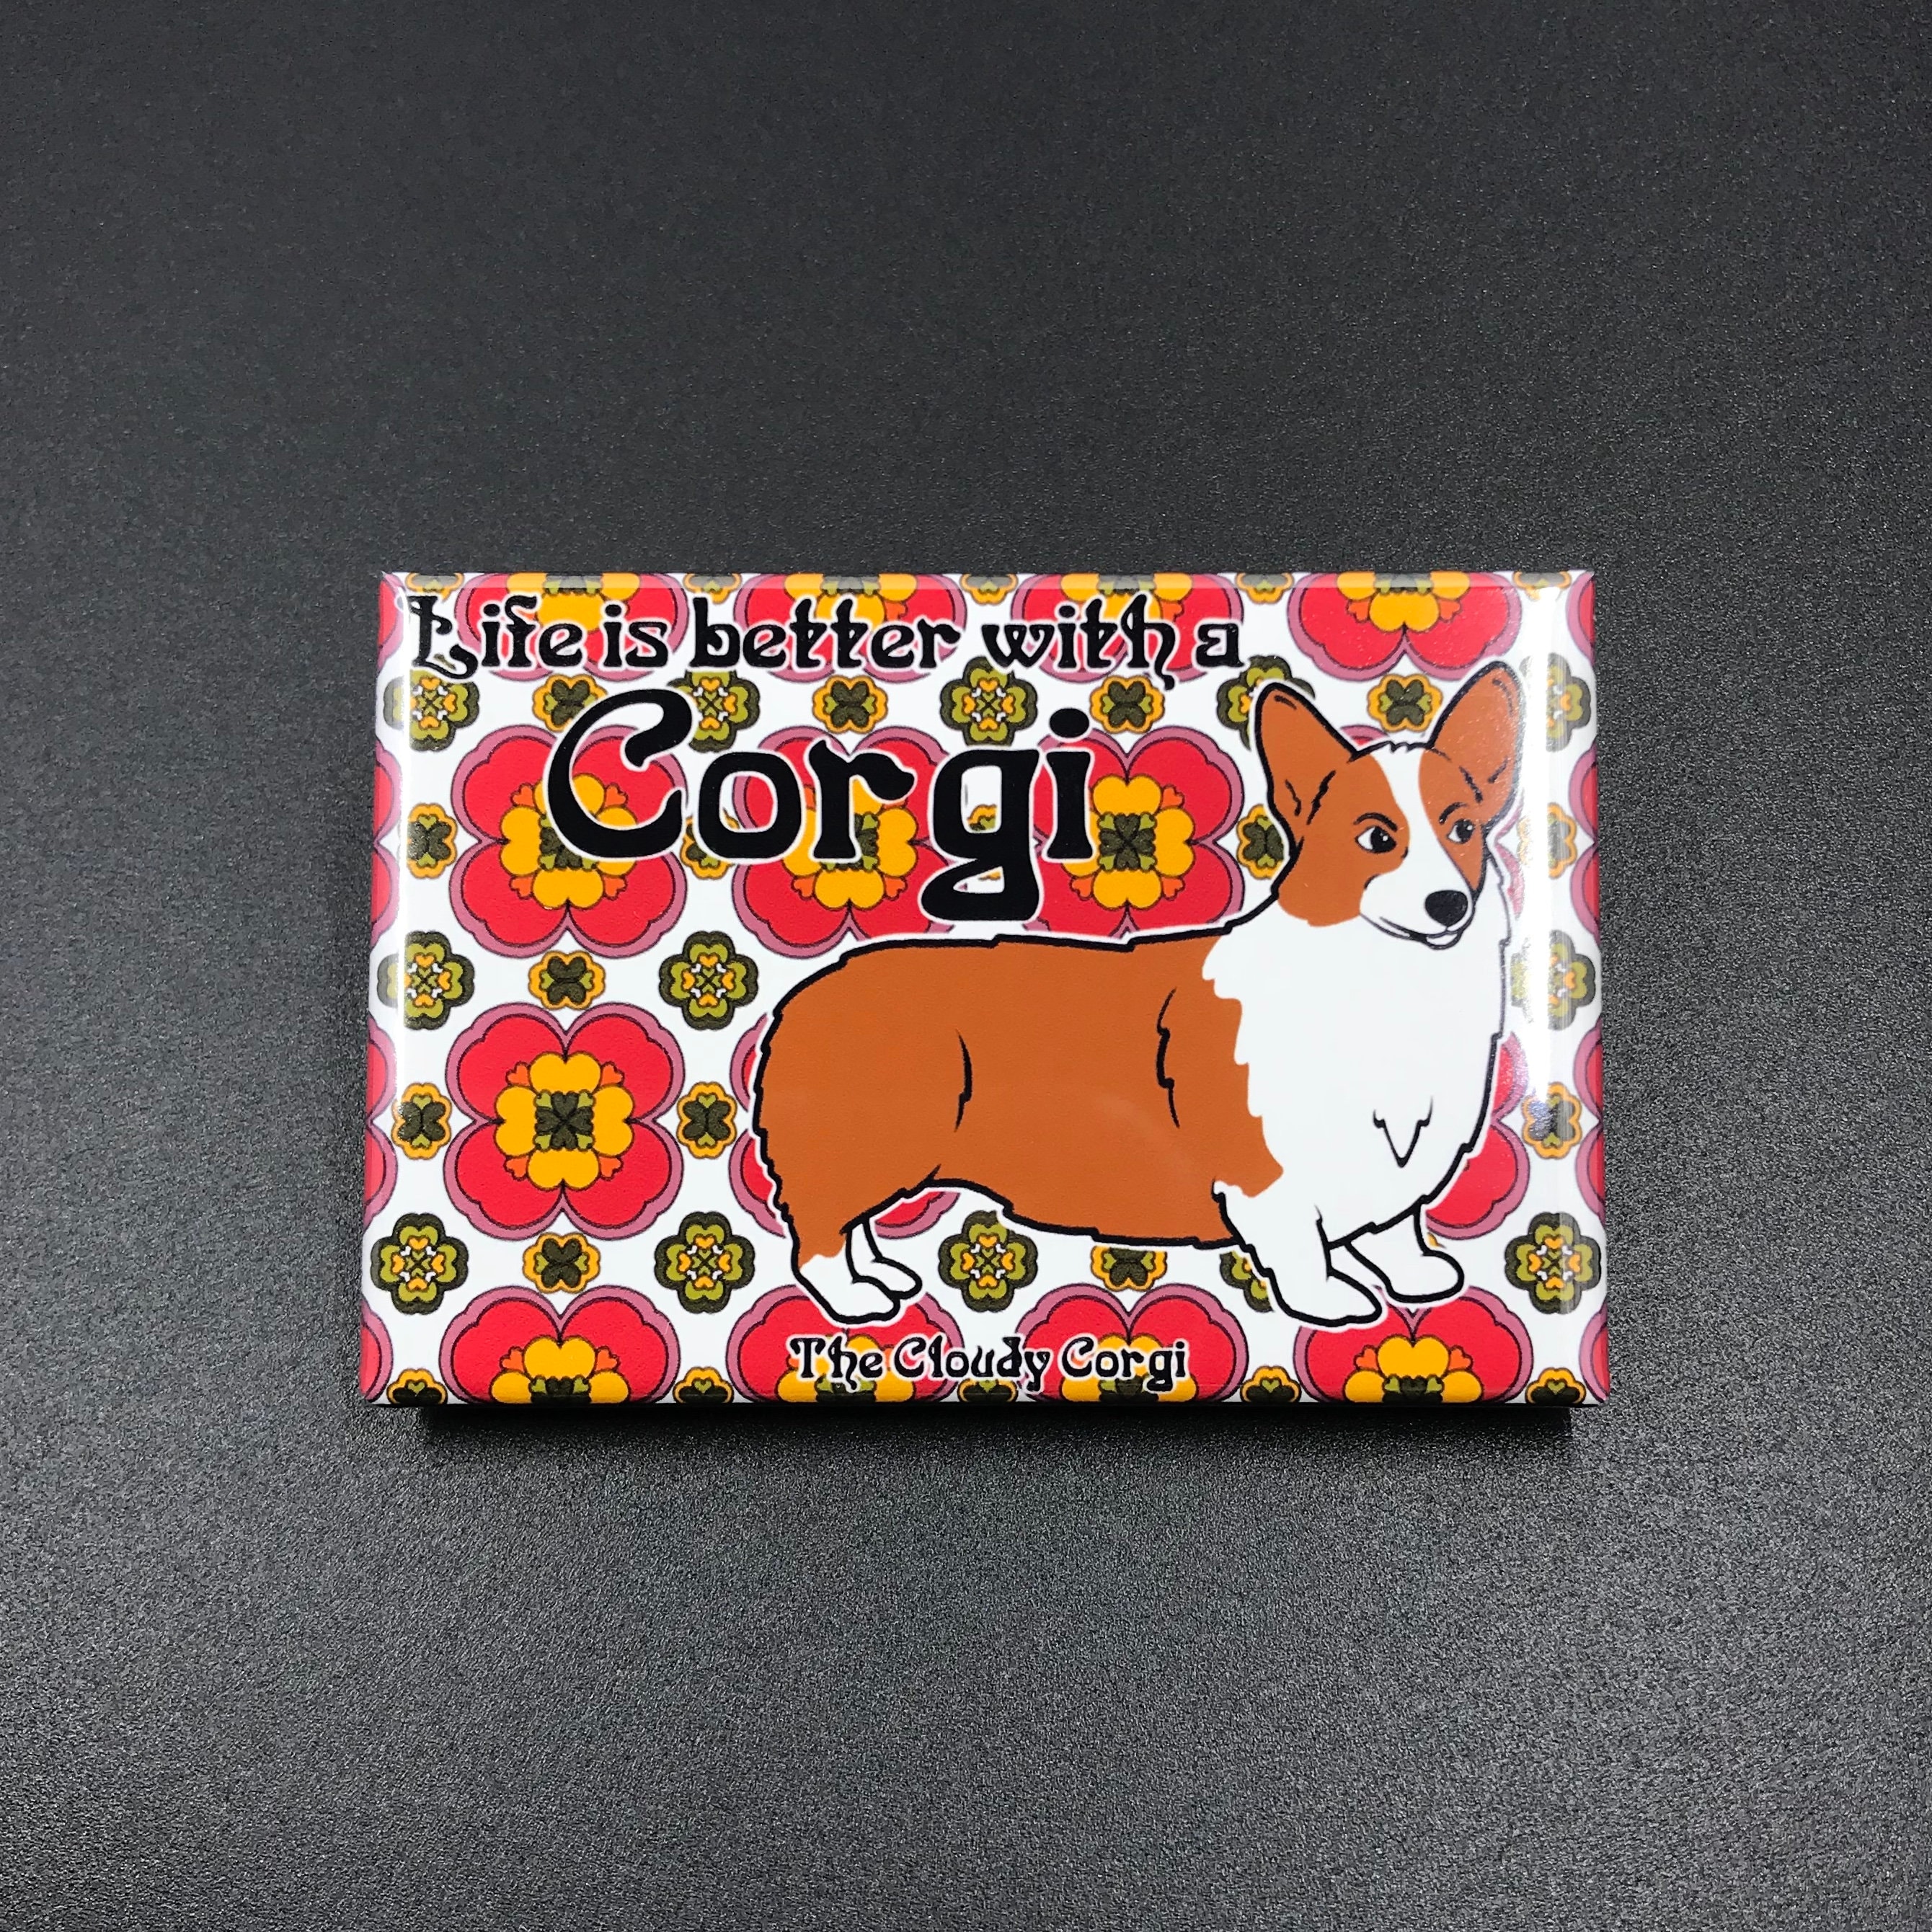 Life is better with a
Corgi
The Cloudy Corgi